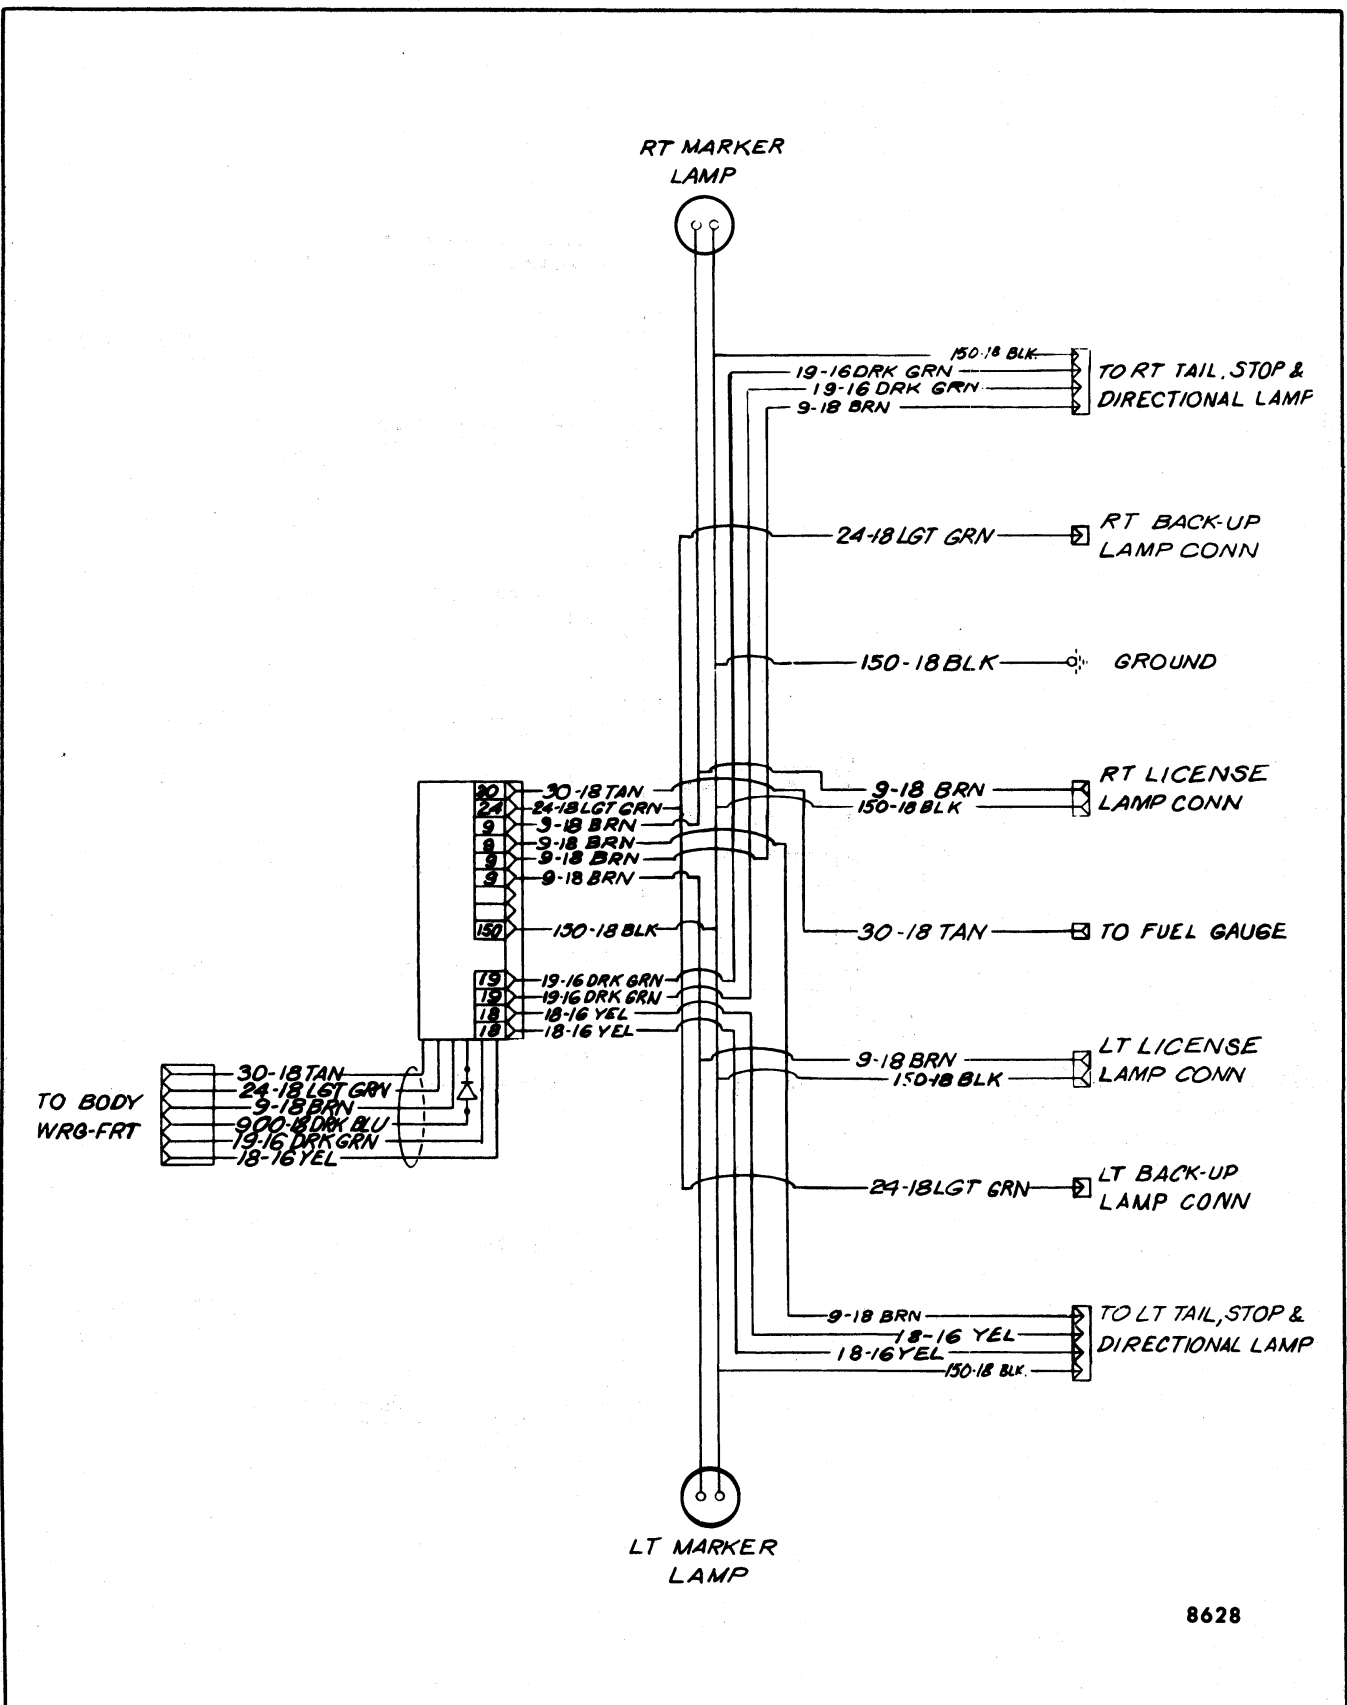 RT MARKER
LAMP
150-18 BLK
19-16 DRK GRN
19-16 DRK GRN
9-18 BRN
TO RT TAIL, STOP &
DIRECTIONAL LAMP
24-18 LGT GRN
RT BACK-UP
LAMP CONN
150-18 BLK
GROUND
9-18 BRN
150-18 BLK
RT LICENSE
LAMP CONN
30 30-18 TAN
24 24-18 LGT GRN
9 9-18 BRN
9 9-18 BRN
9 9-18 BRN
9 9-18 BRN
150 150-18 BLK
30-18 TAN
TO FUEL GAUGE
19 19-16 DRK GRN
19 19-16 DRK GRN
18 18-16 YEL
18 18-16 YEL
9-18 BRN
150-18 BLK
LT LICENSE
LAMP CONN
TO BODY
WRG-FRT
30-18 TAN
24-18 LGT GRN
9-18 BRN
900-18 DRK BLU
19-16 DRK GRN
18-16 YEL
24-18 LGT GRN
LT BACK-UP
LAMP CONN
9-18 BRN
18-16 YEL
18-16 YEL
150-18 BLK.
TO LT TAIL, STOP &
DIRECTIONAL LAMP
LT MARKER
LAMP
8628